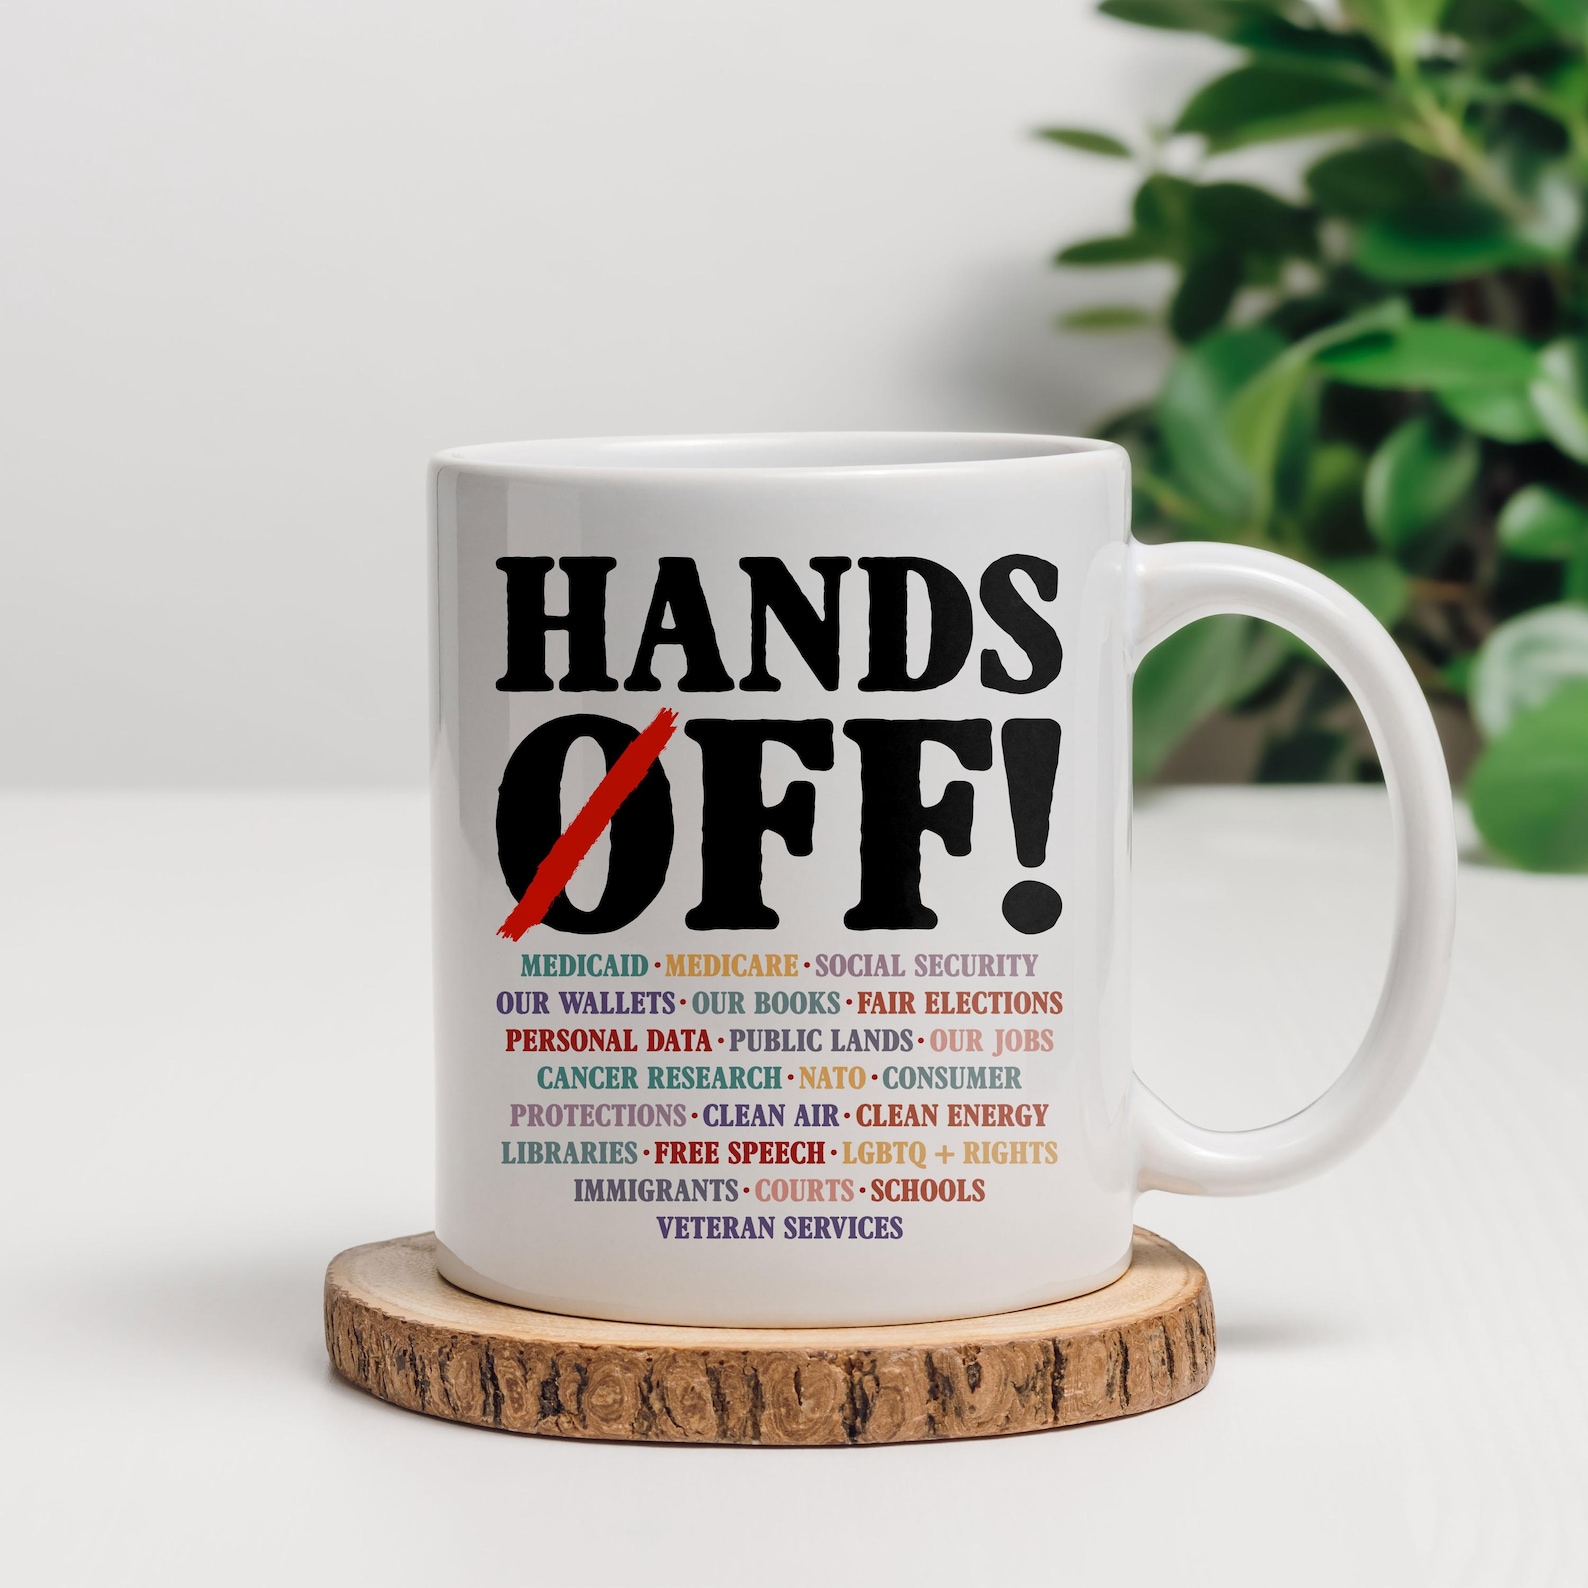 HANDS
OFF!
MEDICAID • MEDICARE • SOCIAL SECURITY
OUR WALLETS • OUR BOOKS • FAIR ELECTIONS
PERSONAL DATA • PUBLIC LANDS • OUR JOBS
CANCER RESEARCH • NATO • CONSUMER
PROTECTIONS • CLEAN AIR • CLEAN ENERGY
LIBRARIES • FREE SPEECH • LGBTQ + RIGHTS
IMMIGRANTS • COURTS • SCHOOLS
VETERAN SERVICES